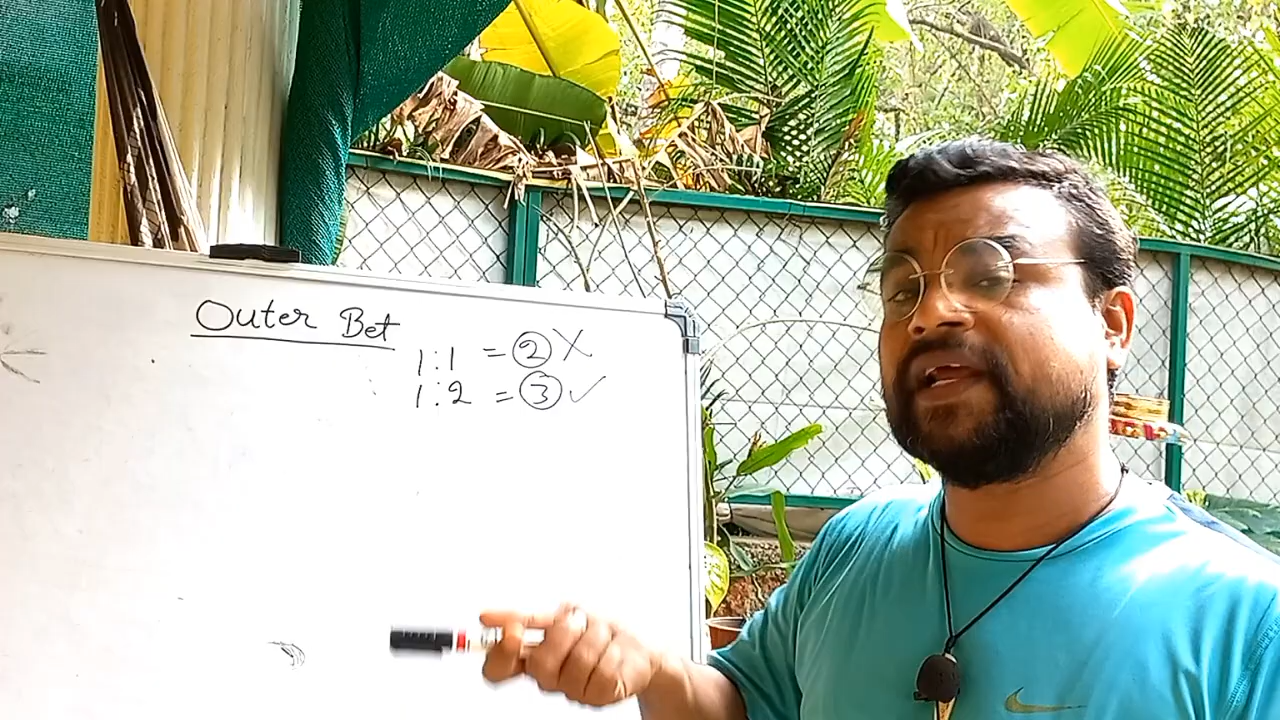 Outer Bet
1:1 = 2 X
1:2 = 3 ✓